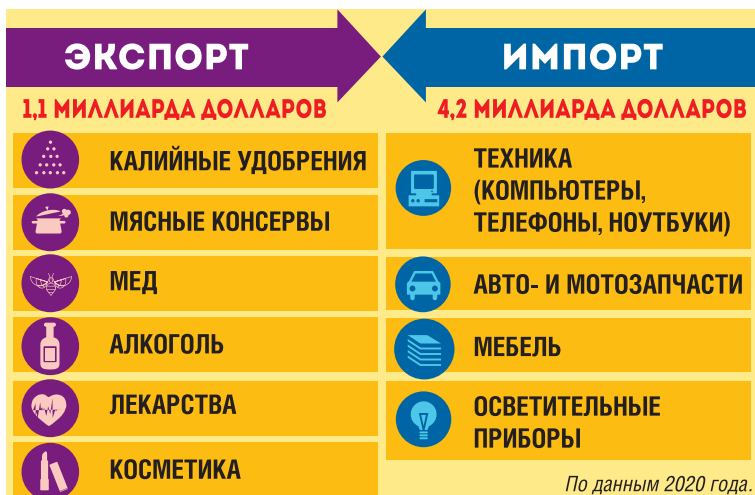 ЭКСПОРТ
1,1 МИЛЛИАРДА ДОЛЛАРОВ
КАЛИЙНЫЕ УДОБРЕНИЯ
МЯСНЫЕ КОНСЕРВЫ
МЕД
АЛКОГОЛЬ
ЛЕКАРСТВА
КОСМЕТИКА
ИМПОРТ
4,2 МИЛЛИАРДА ДОЛЛАРОВ
ТЕХНИКА
(КОМПЬЮТЕРЫ,
ТЕЛЕФОНЫ, НОУТБУКИ)
АВТО- И МОТОЗАПЧАСТИ
МЕБЕЛЬ
ОСВЕТИТЕЛЬНЫЕ
ПРИБОРЫ
По данным 2020 года.